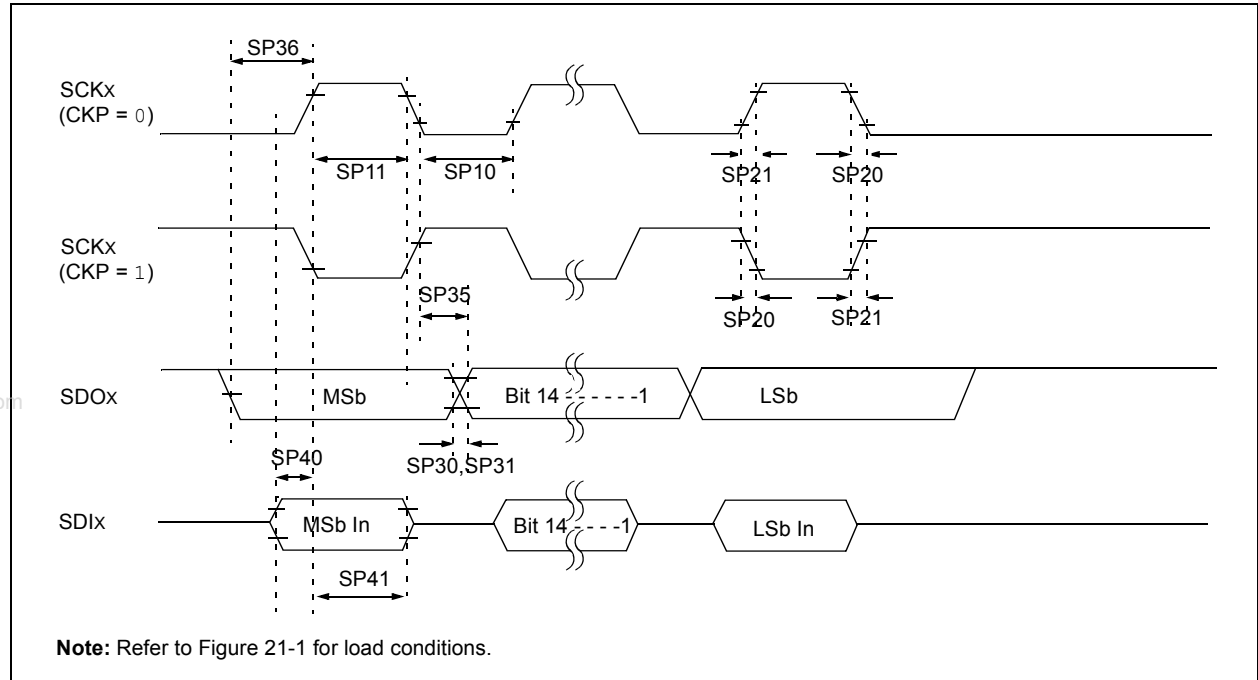 SP36
SCKx
(CKP = 0)
SP11
SP10
SP21
SP20
SCKx
(CKP = 1)
SP35
SP20
SP21
SDOx
MSb
Bit 14 - - - - - -1
LSb
SP40
SP30,SP31
SDIx
MSb In
Bit 14 - - - -1
LSb In
SP41
Note: Refer to Figure 21-1 for load conditions.
om